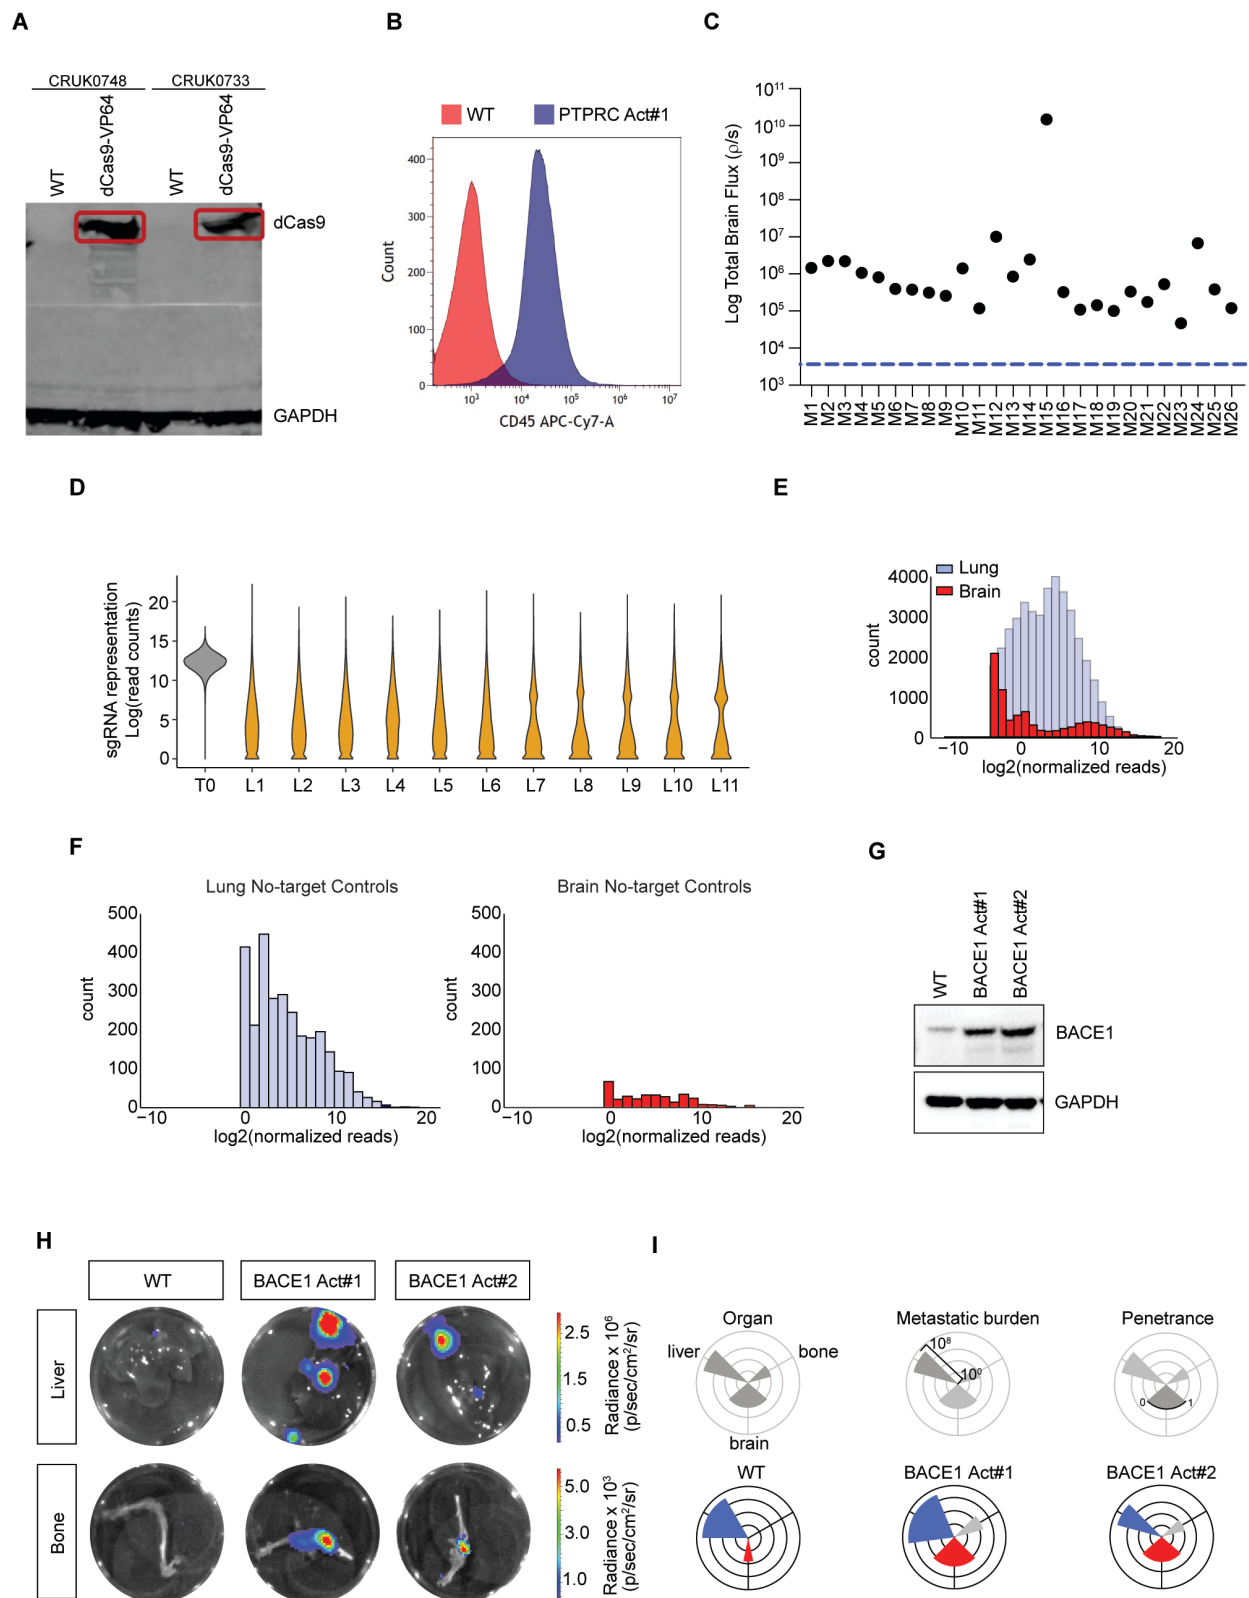 A
CRUK0748
CRUK0733
WT
dCas9-VP64
WT
dCas9-VP64
dCas9
GAPDH
B
WT
PTPRC Act#1
Count
400
300
200
100
0
10³
10⁴
10⁵
10⁶
10⁷
CD45 APC-Cy7-A
C
Log Total Brain Flux (ρ/s)
10¹¹
10¹⁰
10⁹
10⁸
10⁷
10⁶
10⁵
10⁴
10³
M1
M2
M3
M4
M5
M6
M7
M8
M9
M10
M11
M12
M13
M14
M15
M16
M17
M18
M19
M20
M21
M22
M23
M24
M25
M26
D
sgRNA representation
Log(read counts)
20
15
10
5
0
T0
L1
L2
L3
L4
L5
L6
L7
L8
L9
L10
L11
E
Lung
Brain
count
4000
3000
2000
1000
0
−10
0
10
20
log2(normalized reads)
F
Lung No-target Controls
count
500
400
300
200
100
0
−10
0
10
20
log2(normalized reads)
Brain No-target Controls
count
500
400
300
200
100
0
−10
0
10
20
log2(normalized reads)
G
WT
BACE1 Act#1
BACE1 Act#2
BACE1
GAPDH
H
WT
BACE1 Act#1
BACE1 Act#2
Liver
2.5
1.5
0.5
Radiance x 10⁶
(p/sec/cm²/sr)
Bone
5.0
3.0
1.0
Radiance x 10³
(p/sec/cm²/sr)
I
Organ
liver
bone
brain
Metastatic burden
10⁸
10⁰
Penetrance
0
1
WT
BACE1 Act#1
BACE1 Act#2